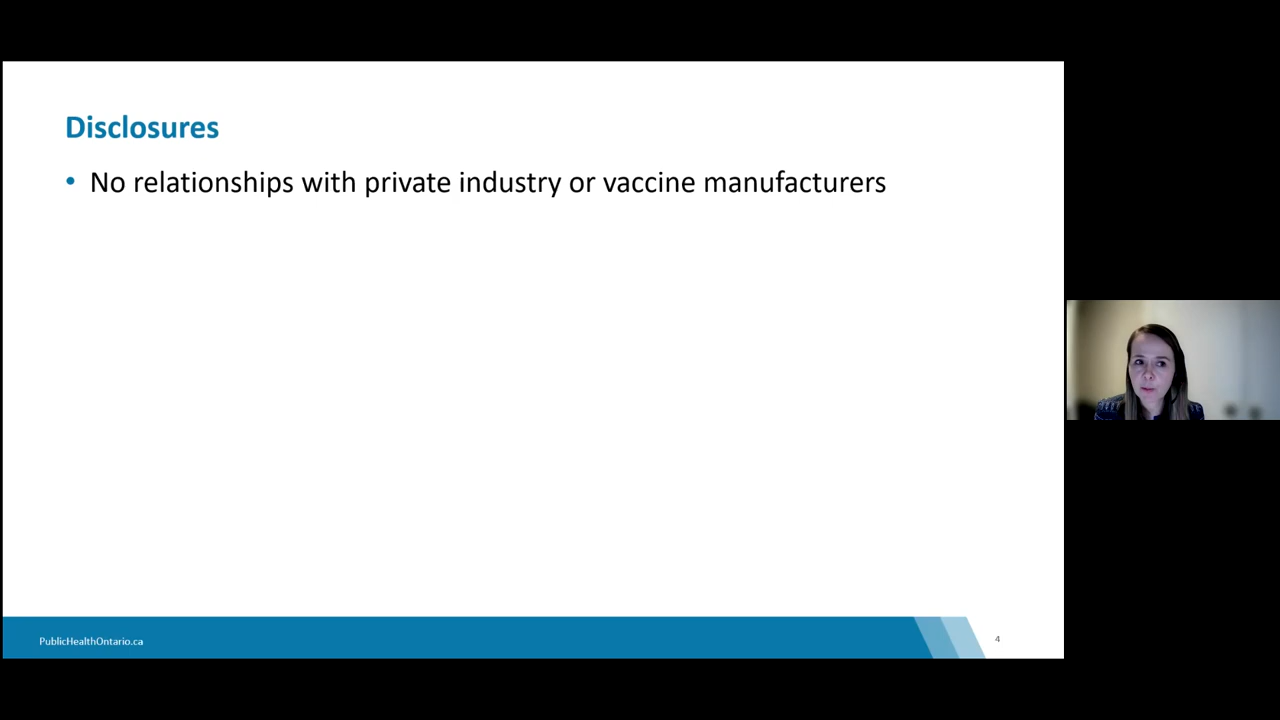 Disclosures
• No relationships with private industry or vaccine manufacturers
PublicHealthOntario.ca
4